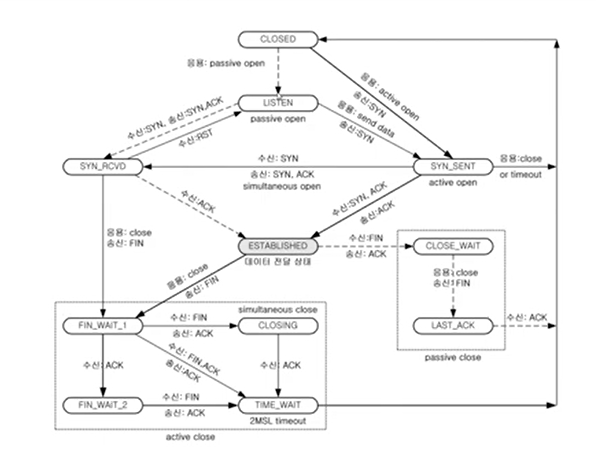 CLOSED
응용: passive open
응용: active open
송신:SYN
LISTEN
passive open
응용: send data
송신:SYN
수신:SYN, 송신:SYN,ACK
수신:RST
SYN_RCVD
수신: SYN
송신: SYN, ACK
simultaneous open
SYN_SENT
active open
응용:close
or timeout
수신:ACK
수신:SYN, ACK
송신:ACK
ESTABLISHED
데이터 전달 상태
수신:FIN
송신: ACK
CLOSE_WAIT
응용: close
송신: FIN
응용: close
송신: FIN
응용: close
송신: FIN
LAST_ACK
수신: ACK
passive close
FIN_WAIT_1
수신: FIN
송신: ACK
simultaneous close
CLOSING
수신: FIN,ACK
송신:ACK
수신: ACK
수신: ACK
FIN_WAIT_2
수신: FIN
송신: ACK
TIME_WAIT
2MSL timeout
active close